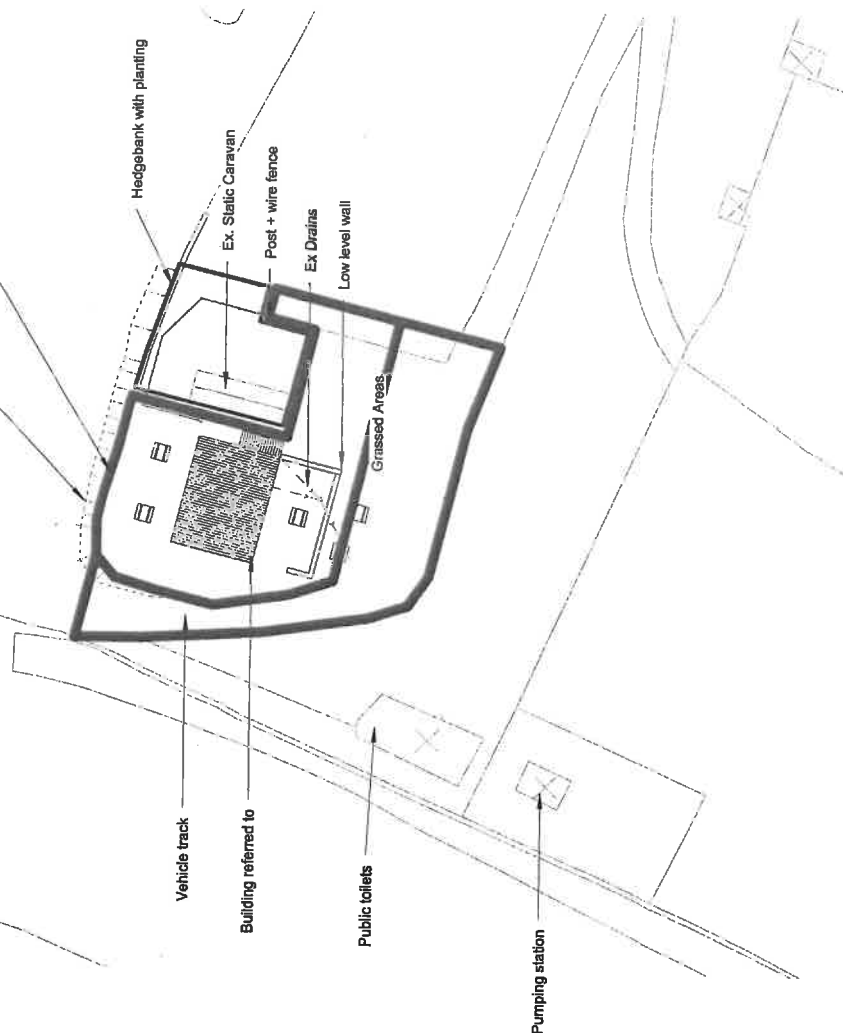 Hedgebank with planting
Ex. Static Caravan
Post + wire fence
Ex Drains
Low level wall
Grassed Areas
Vehicle track
Building referred to
Public toilets
Pumping station